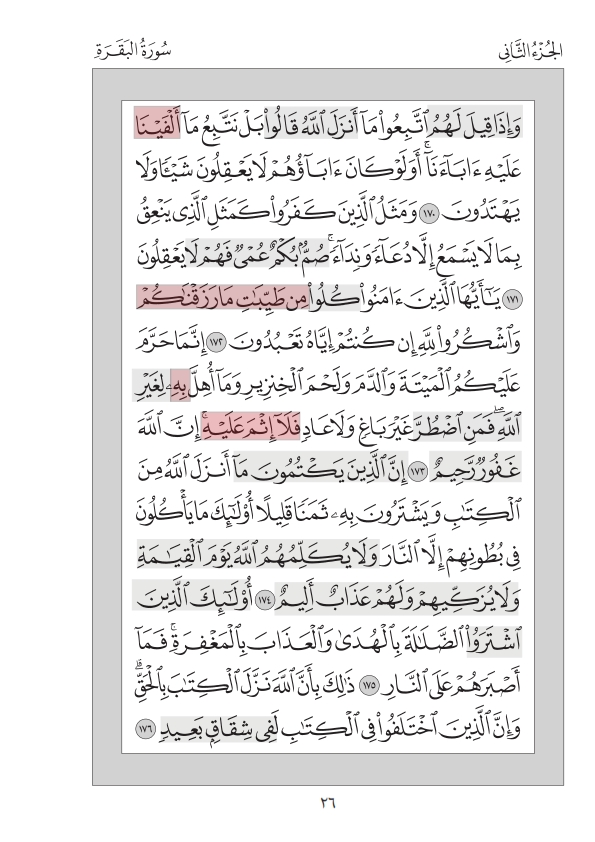 الجُزْءُ الثَّانِي
سُورَةُ البَقَرَةِ
وَإِذَا قِيلَ لَهُمُ ٱتَّبِعُوا۟ مَآ أَنزَلَ ٱللَّهُ قَالُوا۟ بَلْ نَتَّبِعُ مَآ أَلْفَيْنَا
عَلَيْهِ ءَابَآءَنَآ ۗ أَوَلَوْ كَانَ ءَابَآؤُهُمْ لَا يَعْقِلُونَ شَيْـًٔا وَلَا
يَهْتَدُونَ ١٧٠ وَمَثَلُ ٱلَّذِينَ كَفَرُوا۟ كَمَثَلِ ٱلَّذِى يَنْعِقُ
بِمَا لَا يَسْمَعُ إِلَّا دُعَآءً وَنِدَآءً ۚ صُمٌّۢ بُكْمٌ عُمْىٌ فَهُمْ لَا يَعْقِلُونَ
١٧١ يَـٰٓأَيُّهَا ٱلَّذِينَ ءَامَنُوا۟ كُلُوا۟ مِن طَيِّبَـٰتِ مَا رَزَقْنَـٰكُمْ
وَٱشْكُرُوا۟ لِلَّهِ إِن كُنتُمْ إِيَّاهُ تَعْبُدُونَ ١٧٢ إِنَّمَا حَرَّمَ
عَلَيْكُمُ ٱلْمَيْتَةَ وَٱلدَّمَ وَلَحْمَ ٱلْخِنزِيرِ وَمَآ أُهِلَّ بِهِۦ لِغَيْرِ
ٱللَّهِ ۖ فَمَنِ ٱضْطُرَّ غَيْرَ بَاغٍ وَلَا عَادٍ فَلَآ إِثْمَ عَلَيْهِ ۚ إِنَّ ٱللَّهَ
غَفُورٌ رَّحِيمٌ ١٧٣ إِنَّ ٱلَّذِينَ يَكْتُمُونَ مَآ أَنزَلَ ٱللَّهُ مِنَ
ٱلْكِتَـٰبِ وَيَشْتَرُونَ بِهِۦ ثَمَنًا قَلِيلًا أُو۟لَـٰٓئِكَ مَا يَأْكُلُونَ
فِى بُطُونِهِمْ إِلَّا ٱلنَّارَ وَلَا يُكَلِّمُهُمُ ٱللَّهُ يَوْمَ ٱلْقِيَـٰمَةِ
وَلَا يُزَكِّيهِمْ وَلَهُمْ عَذَابٌ أَلِيمٌ ١٧٤ أُو۟لَـٰٓئِكَ ٱلَّذِينَ
ٱشْتَرَوُا۟ ٱلضَّلَـٰلَةَ بِٱلْهُدَىٰ وَٱلْعَذَابَ بِٱلْمَغْفِرَةِ ۚ فَمَآ
أَصْبَرَهُمْ عَلَى ٱلنَّارِ ١٧٥ ذَٰلِكَ بِأَنَّ ٱللَّهَ نَزَّلَ ٱلْكِتَـٰبَ بِٱلْحَقِّ ۗ
وَإِنَّ ٱلَّذِينَ ٱخْتَلَفُوا۟ فِى ٱلْكِتَـٰبِ لَفِى شِقَاقٍۭ بَعِيدٍ ١٧٦
٢٦